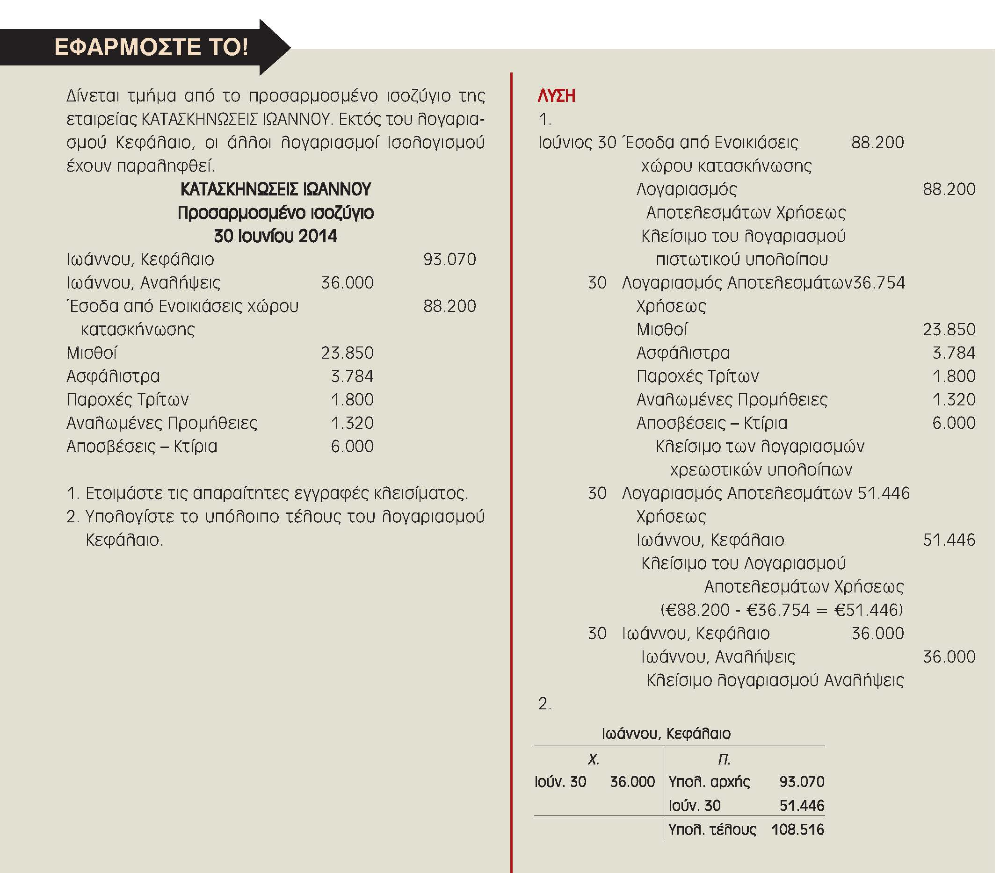 ΕΦΑΡΜΟΣΤΕ ΤΟ!
Δίνεται τμήμα από το προσαρμοσμένο ισοζύγιο της
εταιρείας ΚΑΤΑΣΚΗΝΩΣΕΙΣ ΙΩΑΝΝΟΥ. Εκτός του λογαρια-
σμού Κεφάλαιο, οι άλλοι λογαριασμοί Ισολογισμού
έχουν παραληφθεί.
ΚΑΤΑΣΚΗΝΩΣΕΙΣ ΙΩΑΝΝΟΥ
Προσαρμοσμένο ισοζύγιο
30 Ιουνίου 2014
Ιωάννου, Κεφάλαιο 93.070
Ιωάννου, Αναλήψεις 36.000
Έσοδα από Ενοικιάσεις χώρου 88.200
κατασκήνωσης
Μισθοί 23.850
Ασφάλιστρα 3.784
Παροχές Τρίτων 1.800
Αναλωμένες Προμήθειες 1.320
Αποσβέσεις – Κτίρια 6.000
1. Ετοιμάστε τις απαραίτητες εγγραφές κλεισίματος.
2. Υπολογίστε το υπόλοιπο τέλους του λογαριασμού
Κεφάλαιο.
ΛΥΣΗ
1.
Ιούνιος 30 Έσοδα από Ενοικιάσεις 88.200
χώρου κατασκήνωσης
Λογαριασμός 88.200
Αποτελεσμάτων Χρήσεως
Κλείσιμο του λογαριασμού
πιστωτικού υπολοίπου
30 Λογαριασμός Αποτελεσμάτων36.754
Χρήσεως
Μισθοί 23.850
Ασφάλιστρα 3.784
Παροχές Τρίτων 1.800
Αναλωμένες Προμήθειες 1.320
Αποσβέσεις – Κτίρια 6.000
Κλείσιμο των λογαριασμών
χρεωστικών υπολοίπων
30 Λογαριασμός Αποτελεσμάτων 51.446
Χρήσεως
Ιωάννου, Κεφάλαιο 51.446
Κλείσιμο του Λογαριασμού
Αποτελεσμάτων Χρήσεως
(€88.200 - €36.754 = €51.446)
30 Ιωάννου, Κεφάλαιο 36.000
Ιωάννου, Αναλήψεις 36.000
Κλείσιμο λογαριασμού Αναλήψεις
2.
Ιωάννου, Κεφάλαιο
Χ. Π.
Ιούν. 30 36.000 Υπολ. αρχής 93.070
Ιούν. 30 51.446
Υπολ. τέλους 108.516